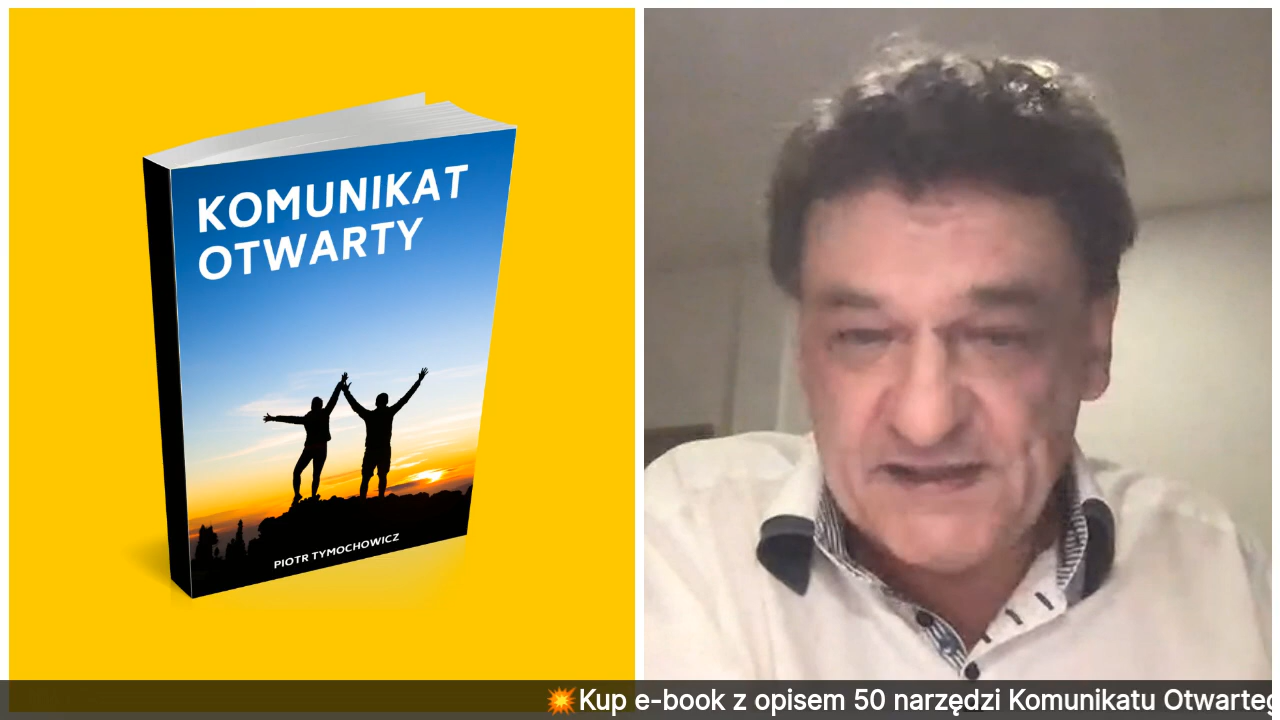 KOMUNIKAT
OTWARTY
PIOTR TYMOCHOWICZ
💥Kup e-book z opisem 50 narzędzi Komunikatu Otwarteg